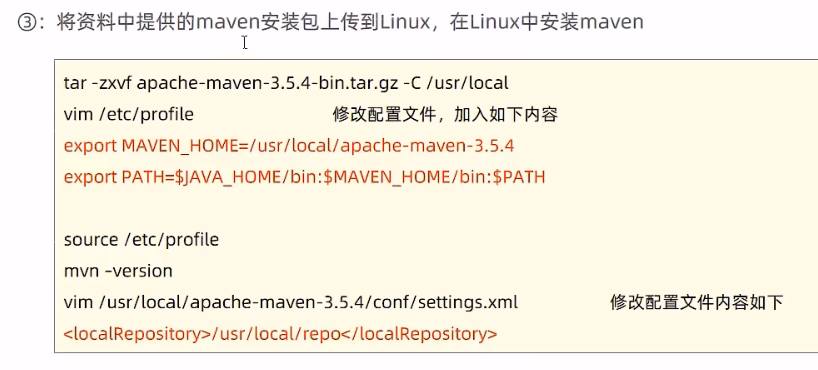 ③：将资料中提供的maven安装包上传到Linux，在Linux中安装maven
tar -zxvf apache-maven-3.5.4-bin.tar.gz -C /usr/local
vim /etc/profile 修改配置文件，加入如下内容
export MAVEN_HOME=/usr/local/apache-maven-3.5.4
export PATH=$JAVA_HOME/bin:$MAVEN_HOME/bin:$PATH
source /etc/profile
mvn –version
vim /usr/local/apache-maven-3.5.4/conf/settings.xml 修改配置文件内容如下
<localRepository>/usr/local/repo</localRepository>